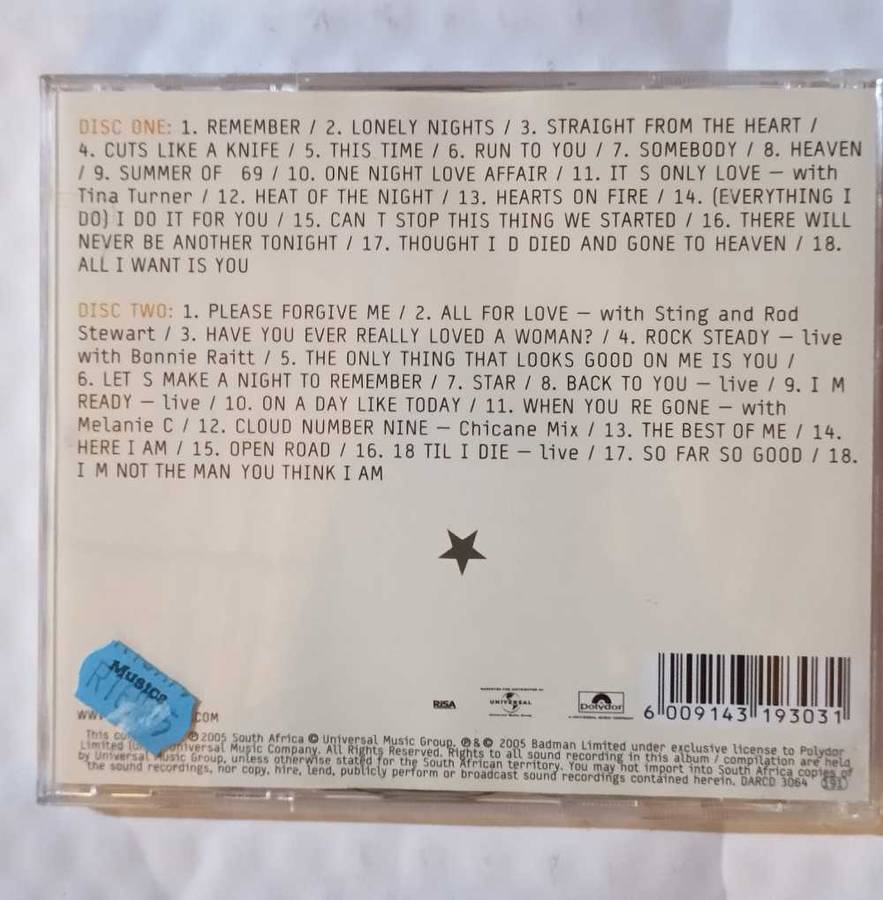 DISC ONE: 1. REMEMBER / 2. LONELY NIGHTS / 3. STRAIGHT FROM THE HEART /
4. CUTS LIKE A KNIFE / 5. THIS TIME / 6. RUN TO YOU / 7. SOMEBODY / 8. HEAVEN
/ 9. SUMMER OF 69 / 10. ONE NIGHT LOVE AFFAIR / 11. IT S ONLY LOVE – with
Tina Turner / 12. HEAT OF THE NIGHT / 13. HEARTS ON FIRE / 14. (EVERYTHING I
DO) I DO IT FOR YOU / 15. CAN T STOP THIS THING WE STARTED / 16. THERE WILL
NEVER BE ANOTHER TONIGHT / 17. THOUGHT I D DIED AND GONE TO HEAVEN / 18.
ALL I WANT IS YOU
DISC TWO: 1. PLEASE FORGIVE ME / 2. ALL FOR LOVE – with Sting and Rod
Stewart / 3. HAVE YOU EVER REALLY LOVED A WOMAN? / 4. ROCK STEADY – live
with Bonnie Raitt / 5. THE ONLY THING THAT LOOKS GOOD ON ME IS YOU /
6. LET S MAKE A NIGHT TO REMEMBER / 7. STAR / 8. BACK TO YOU – live / 9. I M
READY – live / 10. ON A DAY LIKE TODAY / 11. WHEN YOU RE GONE – with
Melanie C / 12. CLOUD NUMBER NINE – Chicane Mix / 13. THE BEST OF ME / 14.
HERE I AM / 15. OPEN ROAD / 16. 18 TIL I DIE – live / 17. SO FAR SO GOOD / 18.
I M NOT THE MAN YOU THINK I AM
Musica
RISA
UNIVERSAL
Polydor
6 009143 193031
.COM
This ℗ 2005 South Africa © Universal Music Group. ℗ & © 2005 Badman Limited under exclusive license to Polydor
Limited Universal Music Company. All Rights Reserved. Rights to all sound recording in this album / compilation are held
by Universal Music Group, unless otherwise stated for the South African territory. You may not import into South Africa copies of
the sound recordings, nor copy, hire, lend, publicly perform or broadcast sound recordings contained herein. DARCD 3064 191